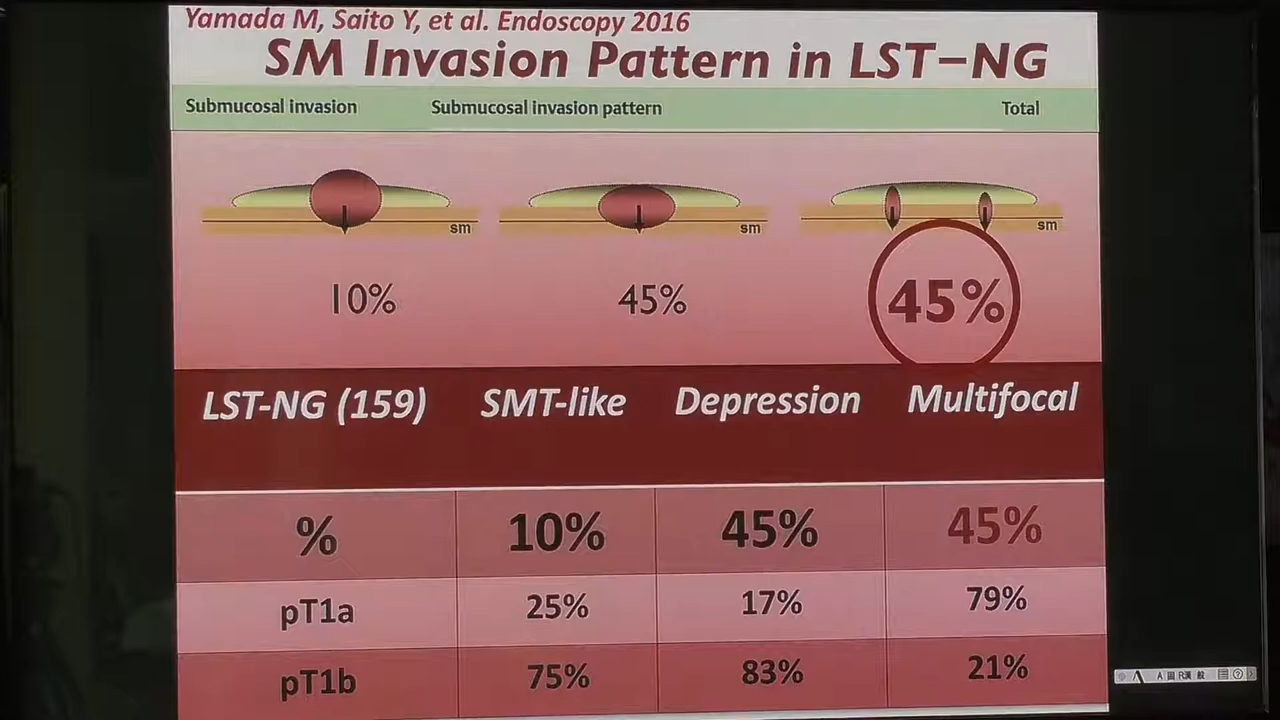 Yamada M, Saito Y, et al. Endoscopy 2016
SM Invasion Pattern in LST-NG
Submucosal invasion Submucosal invasion pattern Total
sm sm sm
10% 45% 45%
LST-NG (159) SMT-like Depression Multifocal
% 10% 45% 45%
pT1a 25% 17% 79%
pT1b 75% 83% 21%